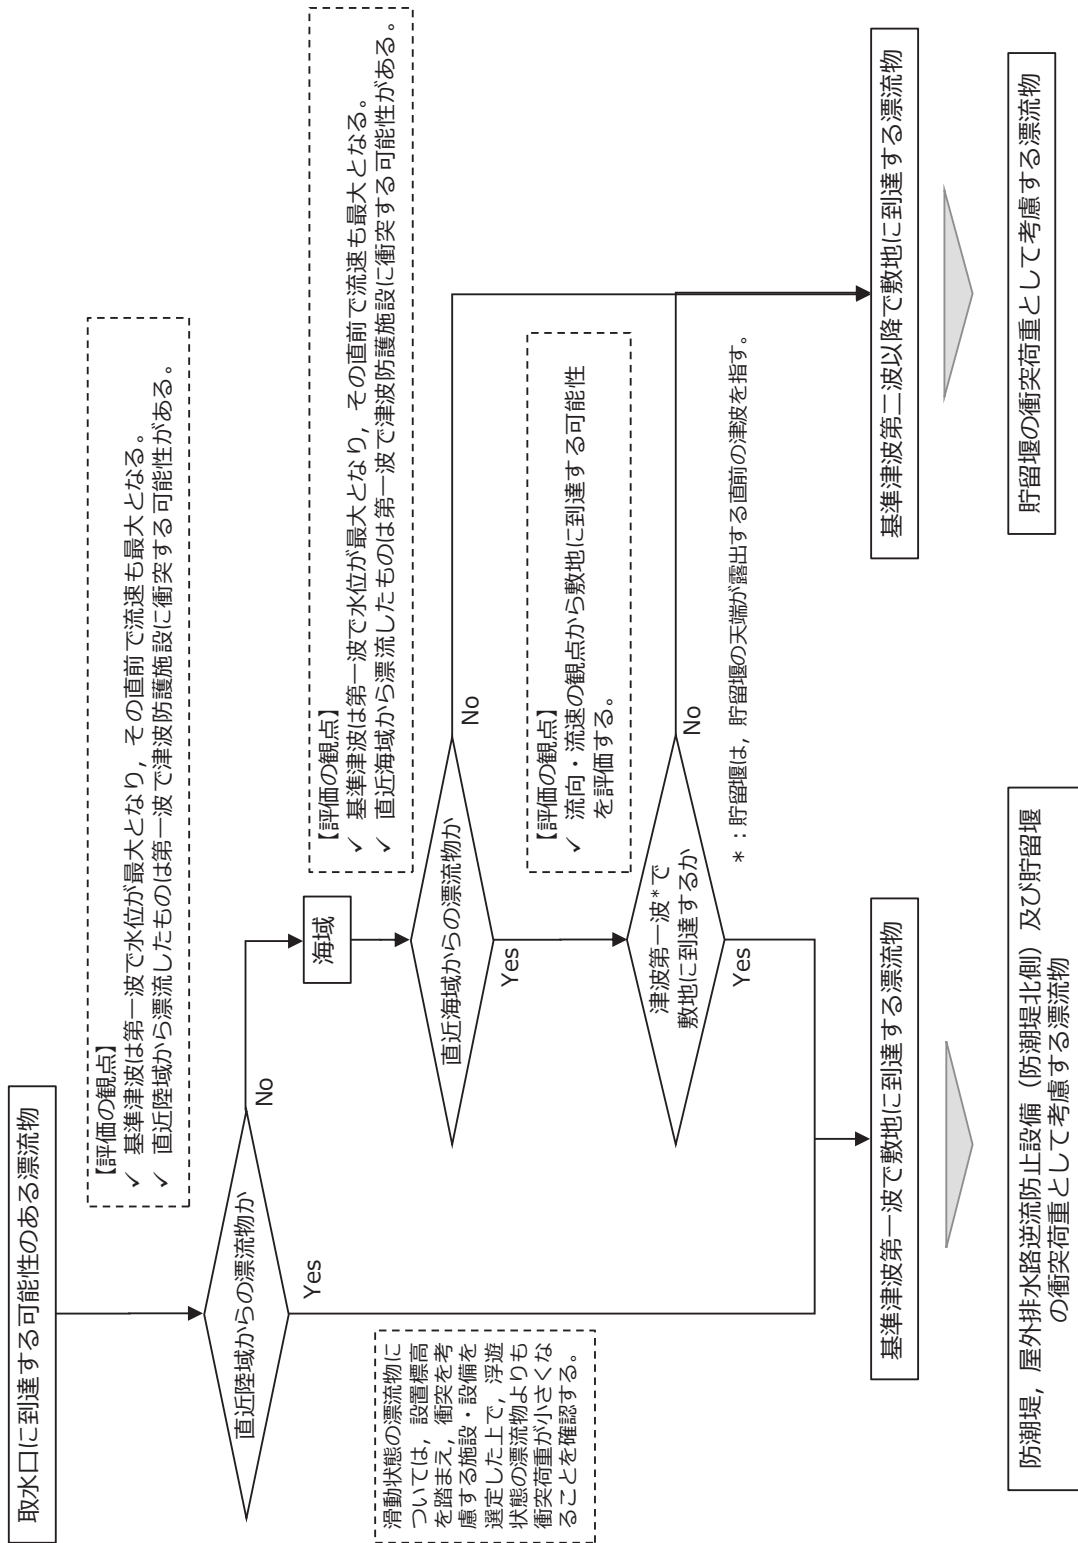 取水口に到達する可能性のある漂流物
【評価の観点】
✓ 基準津波は第一波で水位が最大となり，その直前で流速も最大となる。
✓ 直近陸域から漂流したものは第一波で津波防護施設に衝突する可能性がある。
直近陸域からの漂流物か
No
Yes
海域
【評価の観点】
✓ 基準津波は第一波で水位が最大となり，その直前で流速も最大となる。
✓ 直近海域から漂流したものは第一波で津波防護施設に衝突する可能性がある。
滑動状態の漂流物に
ついては，設置標高
を踏まえ，衝突を考
慮する施設・設備を
選定した上で，浮遊
状態の漂流物よりも
衝突荷重が小さくな
ることを確認する。
直近海域からの漂流物か
No
Yes
【評価の観点】
✓ 流向・流速の観点から敷地に到達する可能性
を評価する。
津波第一波*で
敷地に到達するか
No
Yes
*：貯留堰は，貯留堰の天端が露出する直前の津波を指す。
基準津波第一波で敷地に到達する漂流物
基準津波第二波以降で敷地に到達する漂流物
防潮堤，屋外排水路逆流防止設備（防潮堤北側）及び貯留堰
の衝突荷重として考慮する漂流物
貯留堰の衝突荷重として考慮する漂流物